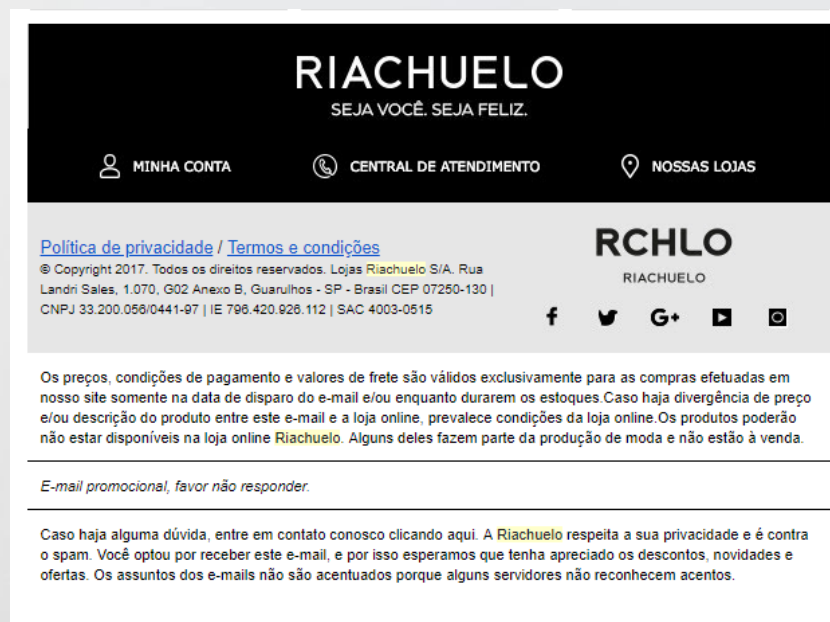 RIACHUELO
SEJA VOCÊ. SEJA FELIZ.
MINHA CONTA
CENTRAL DE ATENDIMENTO
NOSSAS LOJAS
Política de privacidade / Termos e condições
© Copyright 2017. Todos os direitos reservados. Lojas Riachuelo S/A. Rua
Landri Sales, 1.070, G02 Anexo B, Guarulhos - SP - Brasil CEP 07250-130 |
CNPJ 33.200.056/0441-97 | IE 796.420.926.112 | SAC 4003-0515
RCHLO
RIACHUELO
f
G+
Os preços, condições de pagamento e valores de frete são válidos exclusivamente para as compras efetuadas em
nosso site somente na data de disparo do e-mail e/ou enquanto durarem os estoques.Caso haja divergência de preço
e/ou descrição do produto entre este e-mail e a loja online, prevalece condições da loja online.Os produtos poderão
não estar disponíveis na loja online Riachuelo. Alguns deles fazem parte da produção de moda e não estão à venda.
E-mail promocional, favor não responder.
Caso haja alguma dúvida, entre em contato conosco clicando aqui. A Riachuelo respeita a sua privacidade e é contra
o spam. Você optou por receber este e-mail, e por isso esperamos que tenha apreciado os descontos, novidades e
ofertas. Os assuntos dos e-mails não são acentuados porque alguns servidores não reconhecem acentos.